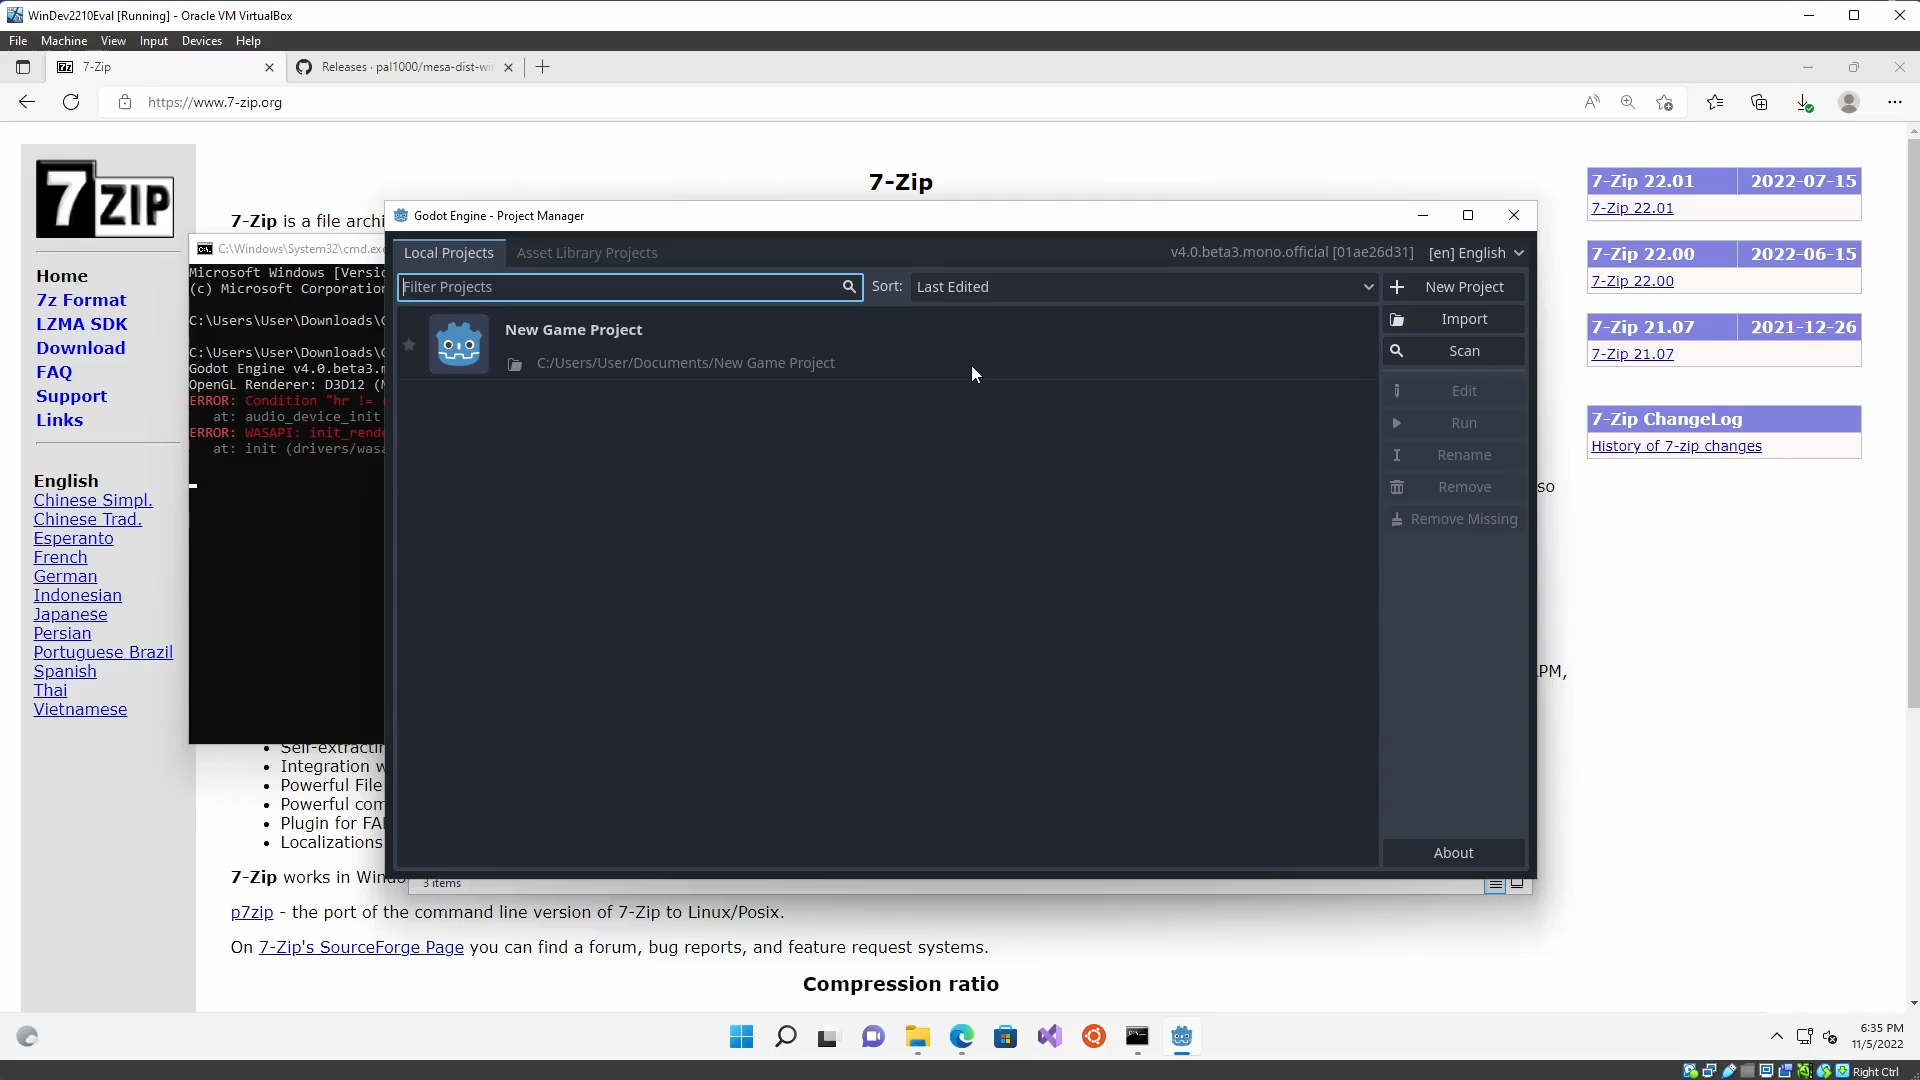 WinDev2210Eval [Running] - Oracle VM VirtualBox
File Machine View Input Devices Help
7-Zip
Releases · pal1000/mesa-dist-wi
https://www.7-zip.org
7ZIP
Home
7z Format
LZMA SDK
Download
FAQ
Support
Links
English
Chinese Simpl.
Chinese Trad.
Esperanto
French
German
Indonesian
Japanese
Persian
Portuguese Brazil
Spanish
Thai
Vietnamese
7-Zip
7-Zip is a file archi
C:\Windows\System32\cmd.exe
Microsoft Windows [Versio
(c) Microsoft Corporation
C:\Users\User\Downloads\G
C:\Users\User\Downloads\G
Godot Engine v4.0.beta3.m
OpenGL Renderer: D3D12 (M
ERROR: Condition "hr !=
at: audio_device_init
ERROR: WASAPI: init_rende
at: init (drivers/wasa
Godot Engine - Project Manager
Local Projects
Asset Library Projects
v4.0.beta3.mono.official [01ae26d31]
[en] English
Filter Projects
Sort:
Last Edited
New Project
New Game Project
C:/Users/User/Documents/New Game Project
Import
Scan
Edit
Run
Rename
Remove
Remove Missing
About
3 items
so
PM,
7-Zip 22.01 2022-07-15
7-Zip 22.01
7-Zip 22.00 2022-06-15
7-Zip 22.00
7-Zip 21.07 2021-12-26
7-Zip 21.07
7-Zip ChangeLog
History of 7-zip changes
Self-extractin
Integration w
Powerful File
Powerful com
Plugin for FA
Localizations
7-Zip works in Windo
p7zip - the port of the command line version of 7-Zip to Linux/Posix.
On 7-Zip's SourceForge Page you can find a forum, bug reports, and feature request systems.
Compression ratio
6:35 PM
11/5/2022
Right Ctrl